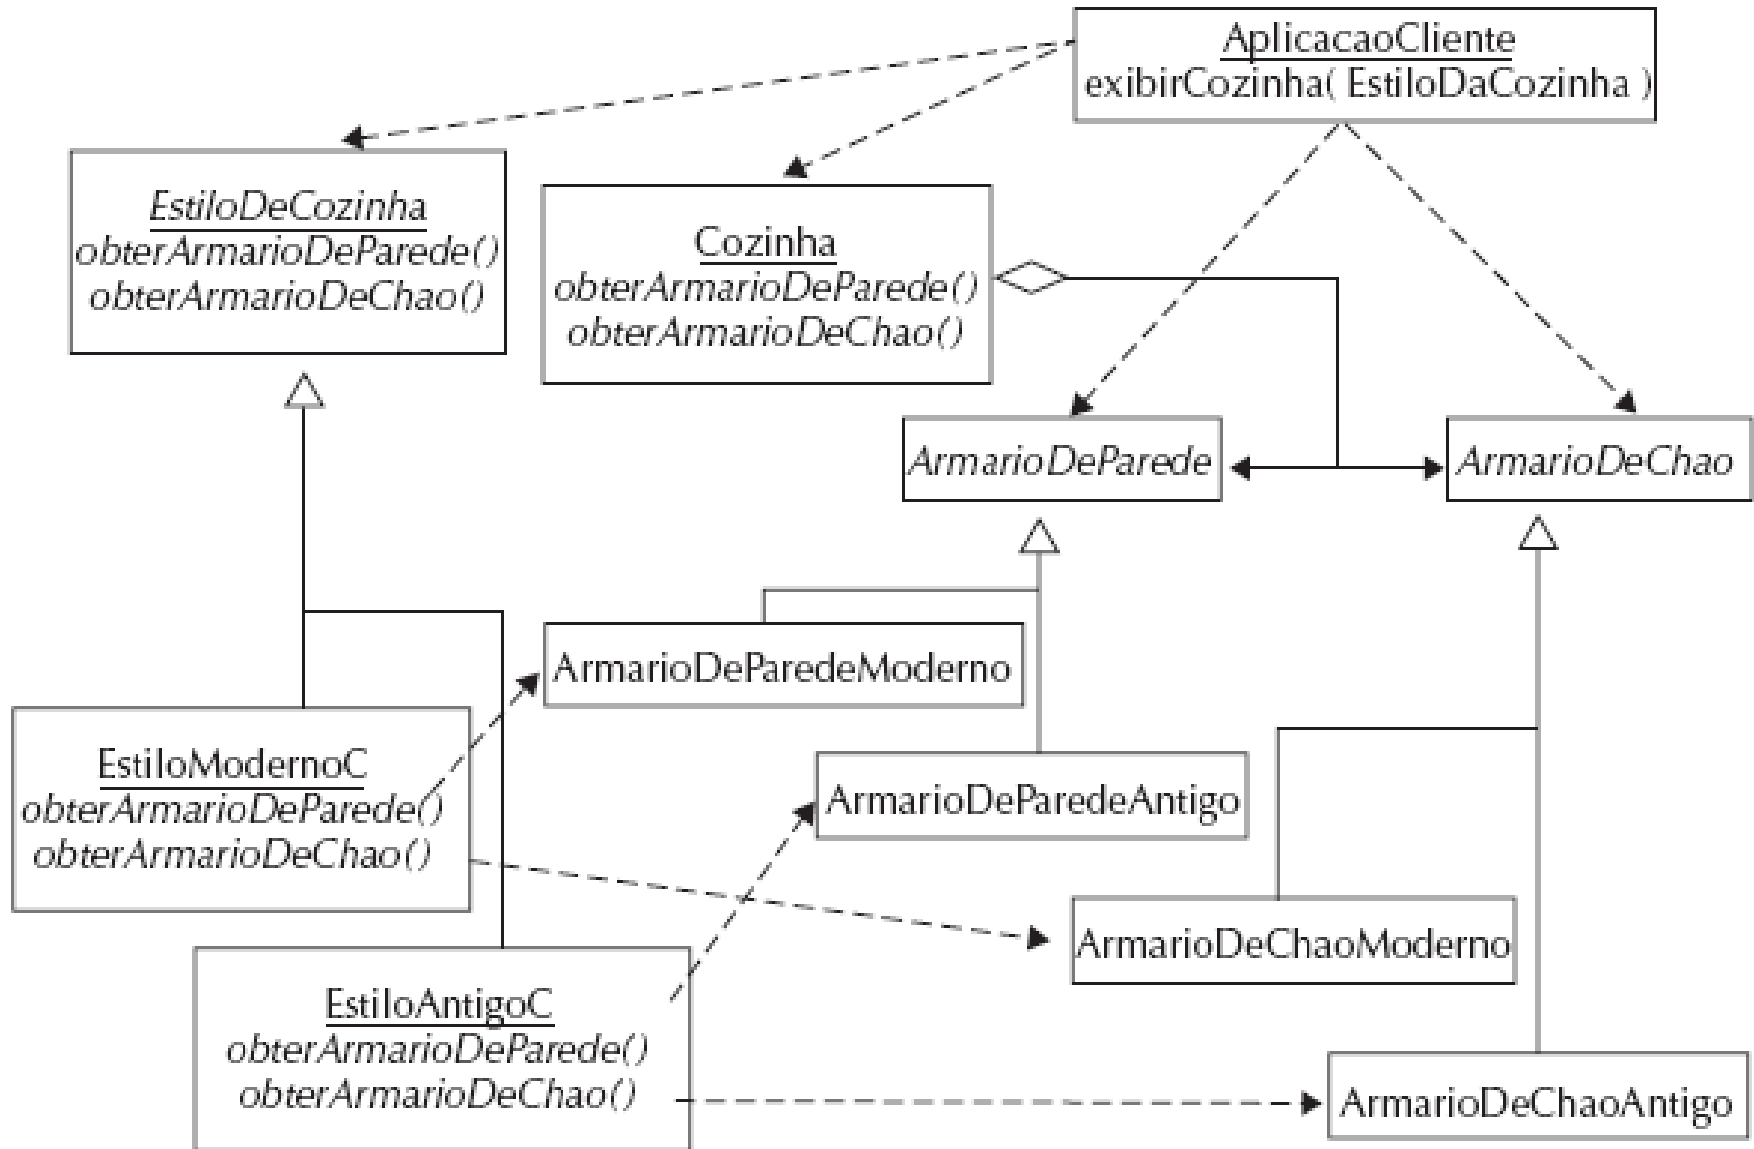 AplicacaoCliente
exibirCozinha( EstiloDaCozinha )
EstiloDeCozinha
obterArmarioDeParede()
obterArmarioDeChao()
Cozinha
obterArmarioDeParede()
obterArmarioDeChao()
ArmarioDeParede
ArmarioDeChao
ArmarioDeParedeModerno
EstiloModernoC
obterArmarioDeParede()
obterArmarioDeChao()
ArmarioDeParedeAntigo
ArmarioDeChaoModerno
EstiloAntigoC
obterArmarioDeParede()
obterArmarioDeChao()
ArmarioDeChaoAntigo